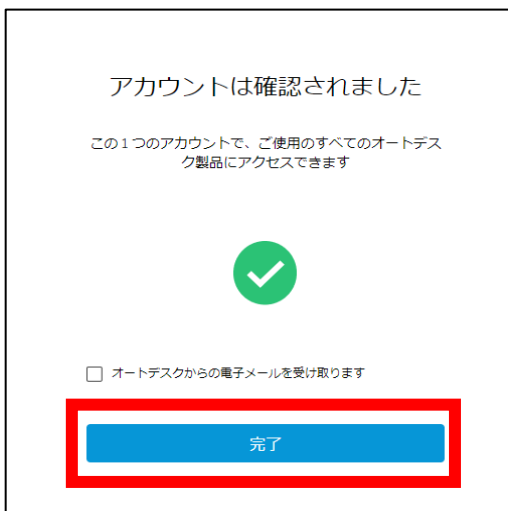 アカウントは確認されました
この１つのアカウントで、ご使用のすべてのオートデス
ク製品にアクセスできます
オートデスクからの電子メールを受け取ります
完了